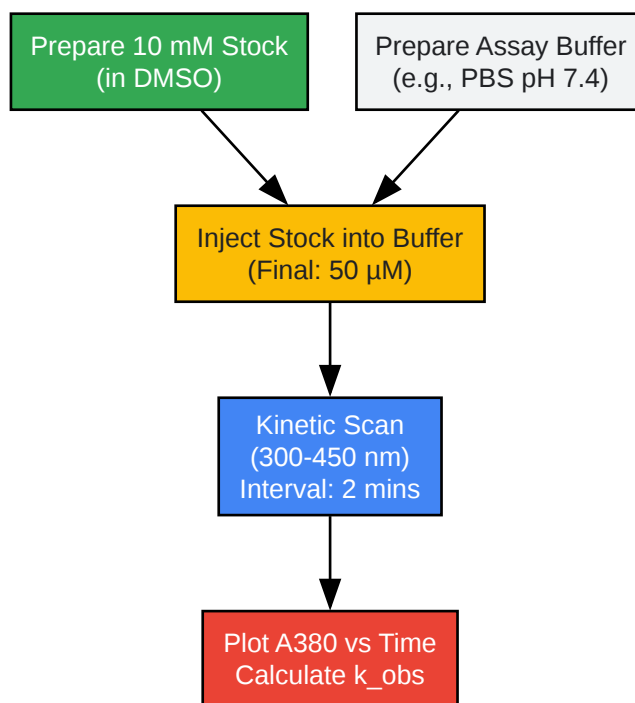 Prepare 10 mM Stock
(in DMSO)
Prepare Assay Buffer
(e.g., PBS pH 7.4)
Inject Stock into Buffer
(Final: 50 µM)
Kinetic Scan
(300-450 nm)
Interval: 2 mins
Plot A380 vs Time
Calculate k_obs